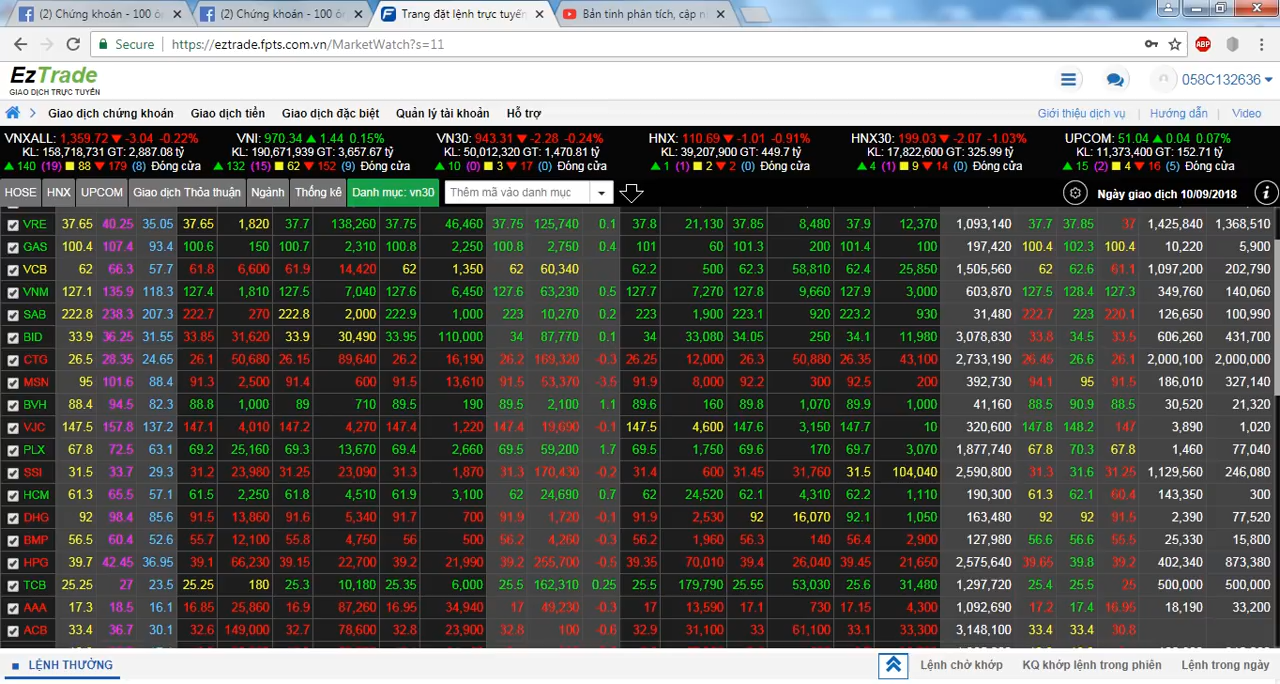 (2) Chứng khoán - 100 ỏ
(2) Chứng khoán - 100 ỏ
Trang đặt lệnh trực tuyến
Bản tinh phân tích, cập n
Secure https://eztrade.fpts.com.vn/MarketWatch?s=11
ABP
EzTrade
GIAO DỊCH TRỰC TUYẾN
058C132636
Giao dịch chứng khoán Giao dịch tiền Giao dịch đặc biệt Quản lý tài khoản Hỗ trợ
Giới thiệu dịch vụ | Hướng dẫn | Video
VNXALL: 1,359.72 ▼ -3.04 -0.22% VNI: 970.34 ▲ 1.44 0.15% VN30: 943.31 ▼ -2.28 -0.24% HNX: 110.69 ▼ -1.01 -0.91% HNX30: 199.03 ▼ -2.07 -1.03% UPCOM: 51.04 ▲ 0.04 0.07%
KL: 158,718,731 GT: 2,887.08 tỷ KL: 190,671,939 GT: 3,657.67 tỷ KL: 50,012,320 GT: 1,470.81 tỷ KL: 39,207,900 GT: 449.7 tỷ KL: 17,822,600 GT: 325.99 tỷ KL: 11,373,400 GT: 152.71 tỷ
▲ 140 (19) ■ 88 ▼ 179 (8) Đóng cửa ▲ 132 (15) ■ 62 ▼ 152 (9) Đóng cửa ▲ 10 (0) ■ 3 ▼ 17 (0) Đóng cửa ▲ 1 (1) ■ 2 ▼ 2 (0) Đóng cửa ▲ 4 (1) ■ 9 ▼ 14 (0) Đóng cửa ▲ 15 (2) ■ 4 ▼ 16 (5) Đóng cửa
HOSE HNX UPCOM Giao dịch Thỏa thuận Ngành Thống kê Danh mục: vn30 Thêm mã vào danh mục Ngày giao dịch 10/09/2018
VRE 37.65 40.25 35.05 37.65 1,820 37.7 138,260 37.75 46,460 37.75 125,740 0.1 37.8 21,130 37.85 8,480 37.9 12,370 1,093,140 37.7 37.85 37 1,425,840 1,368,510
GAS 100.4 107.4 93.4 100.6 150 100.7 2,310 100.8 2,250 100.8 2,750 0.4 101 60 101.3 200 101.4 100 197,420 100.4 102.3 100.4 10,220 5,900
VCB 62 66.3 57.7 61.8 6,600 61.9 14,420 62 1,350 62 60,340 62.2 500 62.3 58,810 62.4 25,850 1,505,560 62 62.6 61.1 1,097,200 202,790
VNM 127.1 135.9 118.3 127.4 1,810 127.5 7,040 127.6 6,450 127.6 63,230 0.5 127.7 7,270 127.8 9,660 127.9 3,000 603,870 127.5 128.4 127.3 349,760 140,060
SAB 222.8 238.3 207.3 222.7 270 222.8 2,000 222.9 1,000 223 10,270 0.2 223 1,900 223.1 920 223.2 930 31,480 222.7 223 220.1 126,650 100,990
BID 33.9 36.25 31.55 33.85 31,620 33.9 30,490 33.95 110,000 34 87,770 0.1 34 33,080 34.05 250 34.1 11,980 3,078,830 33.8 34.5 33.5 606,260 431,700
CTG 26.5 28.35 24.65 26.1 50,680 26.15 89,640 26.2 16,190 26.2 169,320 -0.3 26.25 12,000 26.3 50,880 26.35 43,100 2,733,190 26.45 26.6 26.1 2,000,100 2,000,000
MSN 95 101.6 88.4 91.3 2,500 91.4 600 91.5 13,610 91.5 53,370 -3.5 91.9 8,000 92.2 300 92.5 200 392,730 94.1 95 91.5 186,010 327,140
BVH 88.4 94.5 82.3 88.8 1,000 89 710 89.5 190 89.5 2,100 1.1 89.6 160 89.8 1,070 89.9 1,000 41,160 88.5 90.9 88.5 30,520 21,320
VJC 147.5 157.8 137.2 147.1 4,010 147.2 4,270 147.4 1,220 147.4 19,690 -0.1 147.5 4,600 147.6 3,150 147.7 10 320,600 147.8 148.2 147 3,890 1,020
PLX 67.8 72.5 63.1 69.2 25,160 69.3 13,670 69.4 2,660 69.5 59,200 1.7 69.5 1,750 69.6 170 69.7 3,070 1,877,740 67.8 70.3 67.8 1,460 77,040
SSI 31.5 33.7 29.3 31.2 23,980 31.25 23,090 31.3 1,870 31.3 170,430 -0.2 31.4 600 31.45 31,760 31.5 104,040 2,590,800 31.3 31.6 31.25 1,129,560 246,080
HCM 61.3 65.5 57.1 61.5 2,250 61.8 4,510 61.9 3,100 62 24,690 0.7 62 24,520 62.1 4,310 62.2 1,110 190,300 61.3 62.1 60.4 143,350 300
DHG 92 98.4 85.6 91.5 13,860 91.6 5,340 91.7 700 91.9 1,720 -0.1 91.9 2,530 92 16,070 92.1 1,050 163,480 92 92 91.5 2,390 77,520
BMP 56.5 60.4 52.6 55.7 12,100 55.8 4,750 56 500 56.2 4,260 -0.3 56.2 1,960 56.3 140 56.4 2,900 127,980 56.6 56.6 55.5 25,330 15,800
HPG 39.7 42.45 36.95 39.1 66,230 39.15 22,700 39.2 21,990 39.2 255,700 -0.5 39.35 70,010 39.4 26,040 39.45 21,650 2,575,640 39.65 39.8 39.2 402,340 873,380
TCB 25.25 27 23.5 25.25 180 25.3 10,180 25.35 6,000 25.5 162,310 0.25 25.5 179,790 25.55 53,030 25.6 31,480 1,297,720 25.4 25.5 25 500,000 500,000
AAA 17.3 18.5 16.1 16.85 25,860 16.9 87,260 16.95 34,940 17 49,230 -0.3 17 13,590 17.1 730 17.15 4,300 1,092,690 17.2 17.4 16.95 18,190 33,200
ACB 33.4 36.7 30.1 32.6 149,000 32.7 78,600 32.8 23,900 32.8 100 -0.6 32.9 31,100 33 61,100 33.1 33,300 3,148,100 33.4 33.4 30.8
LỆNH THƯỜNG Lệnh chờ khớp KQ khớp lệnh trong phiên Lệnh trong ngày